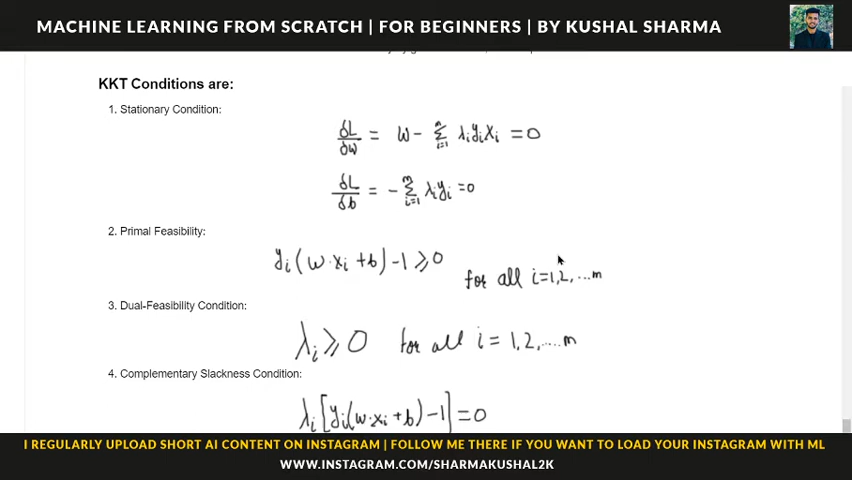 MACHINE LEARNING FROM SCRATCH | FOR BEGINNERS | BY KUSHAL SHARMA
KKT Conditions are:
1. Stationary Condition:
δL/δw = w - Σ_{i=1}^{m} λiyixi = 0
δL/δb = - Σ_{i=1}^{m} λiyi = 0
2. Primal Feasibility:
yi(w·xi + b) - 1 ⩾ 0
for all i=1,2,...m
3. Dual-Feasibility Condition:
λi ⩾ 0 for all i = 1,2,....m
4. Complementary Slackness Condition:
λi[yi(w·xi + b) - 1] = 0
I REGULARLY UPLOAD SHORT AI CONTENT ON INSTAGRAM | FOLLOW ME THERE IF YOU WANT TO LOAD YOUR INSTAGRAM WITH ML
WWW.INSTAGRAM.COM/SHARMAKUSHAL2K